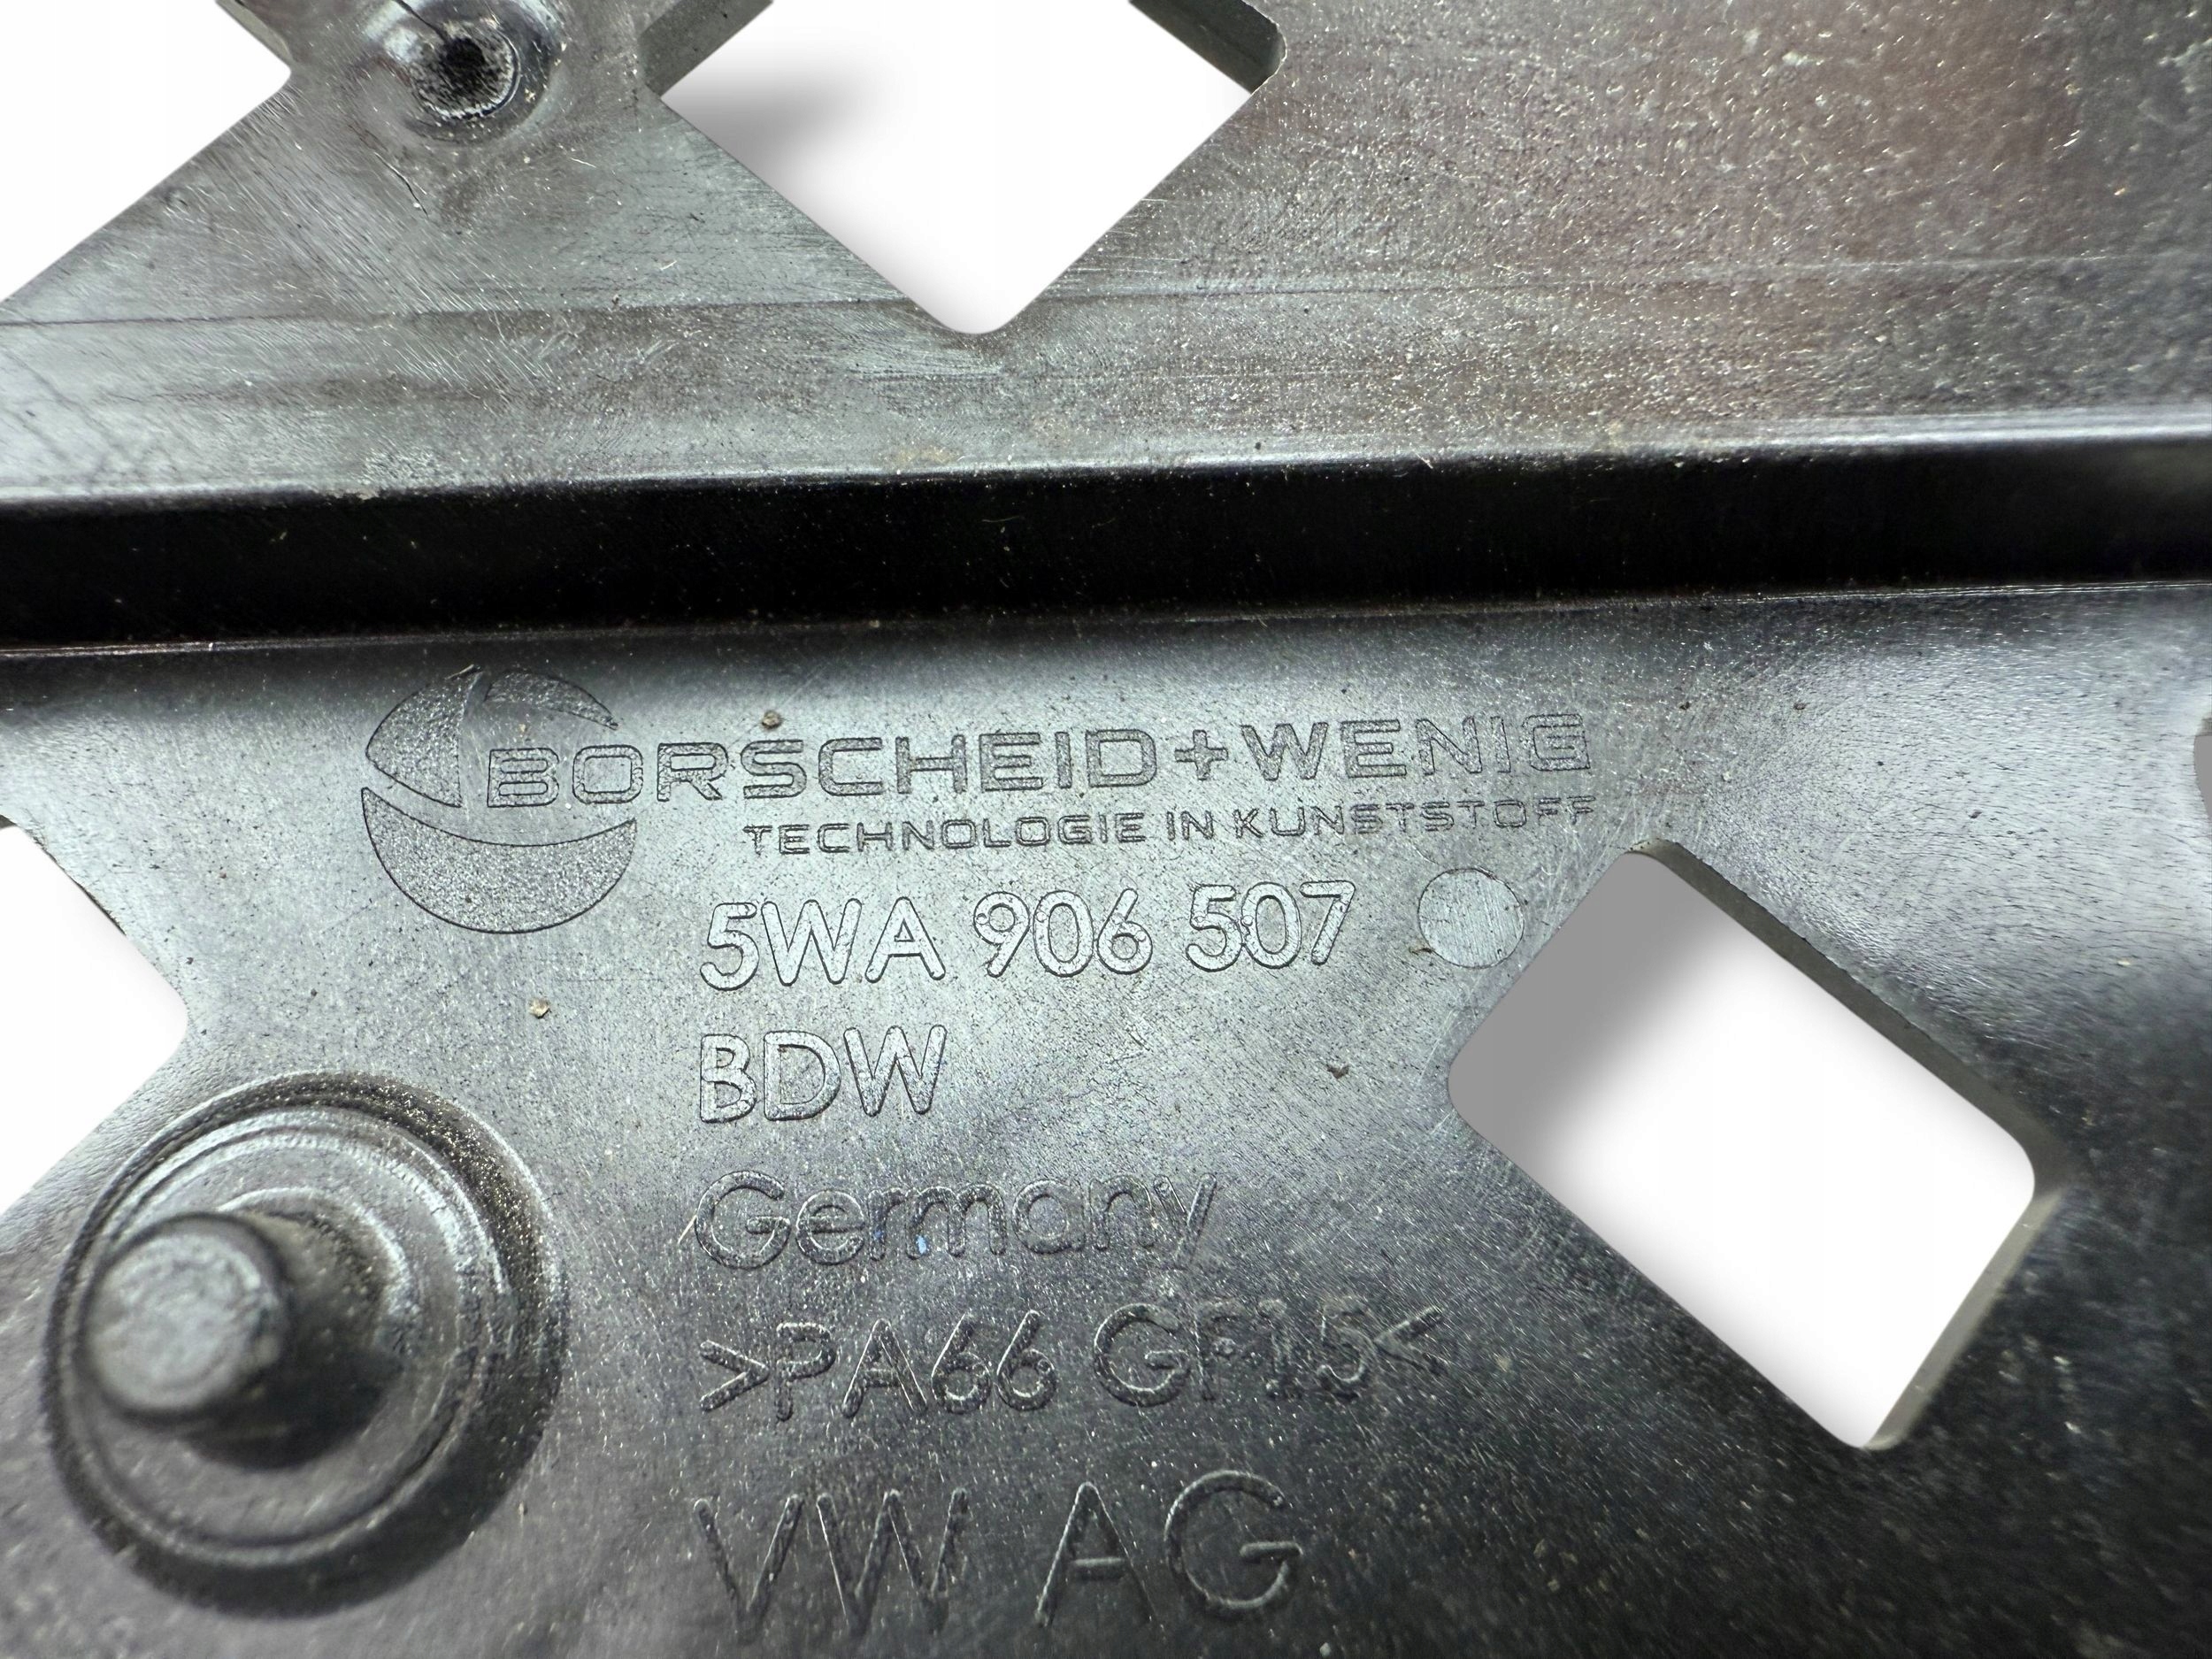 BORSCHEID+WENIG
TECHNOLOGIE IN KUNSTSTOFF
5WA 906 507
BDW
Germany
>PA66 GF15<
VW AG